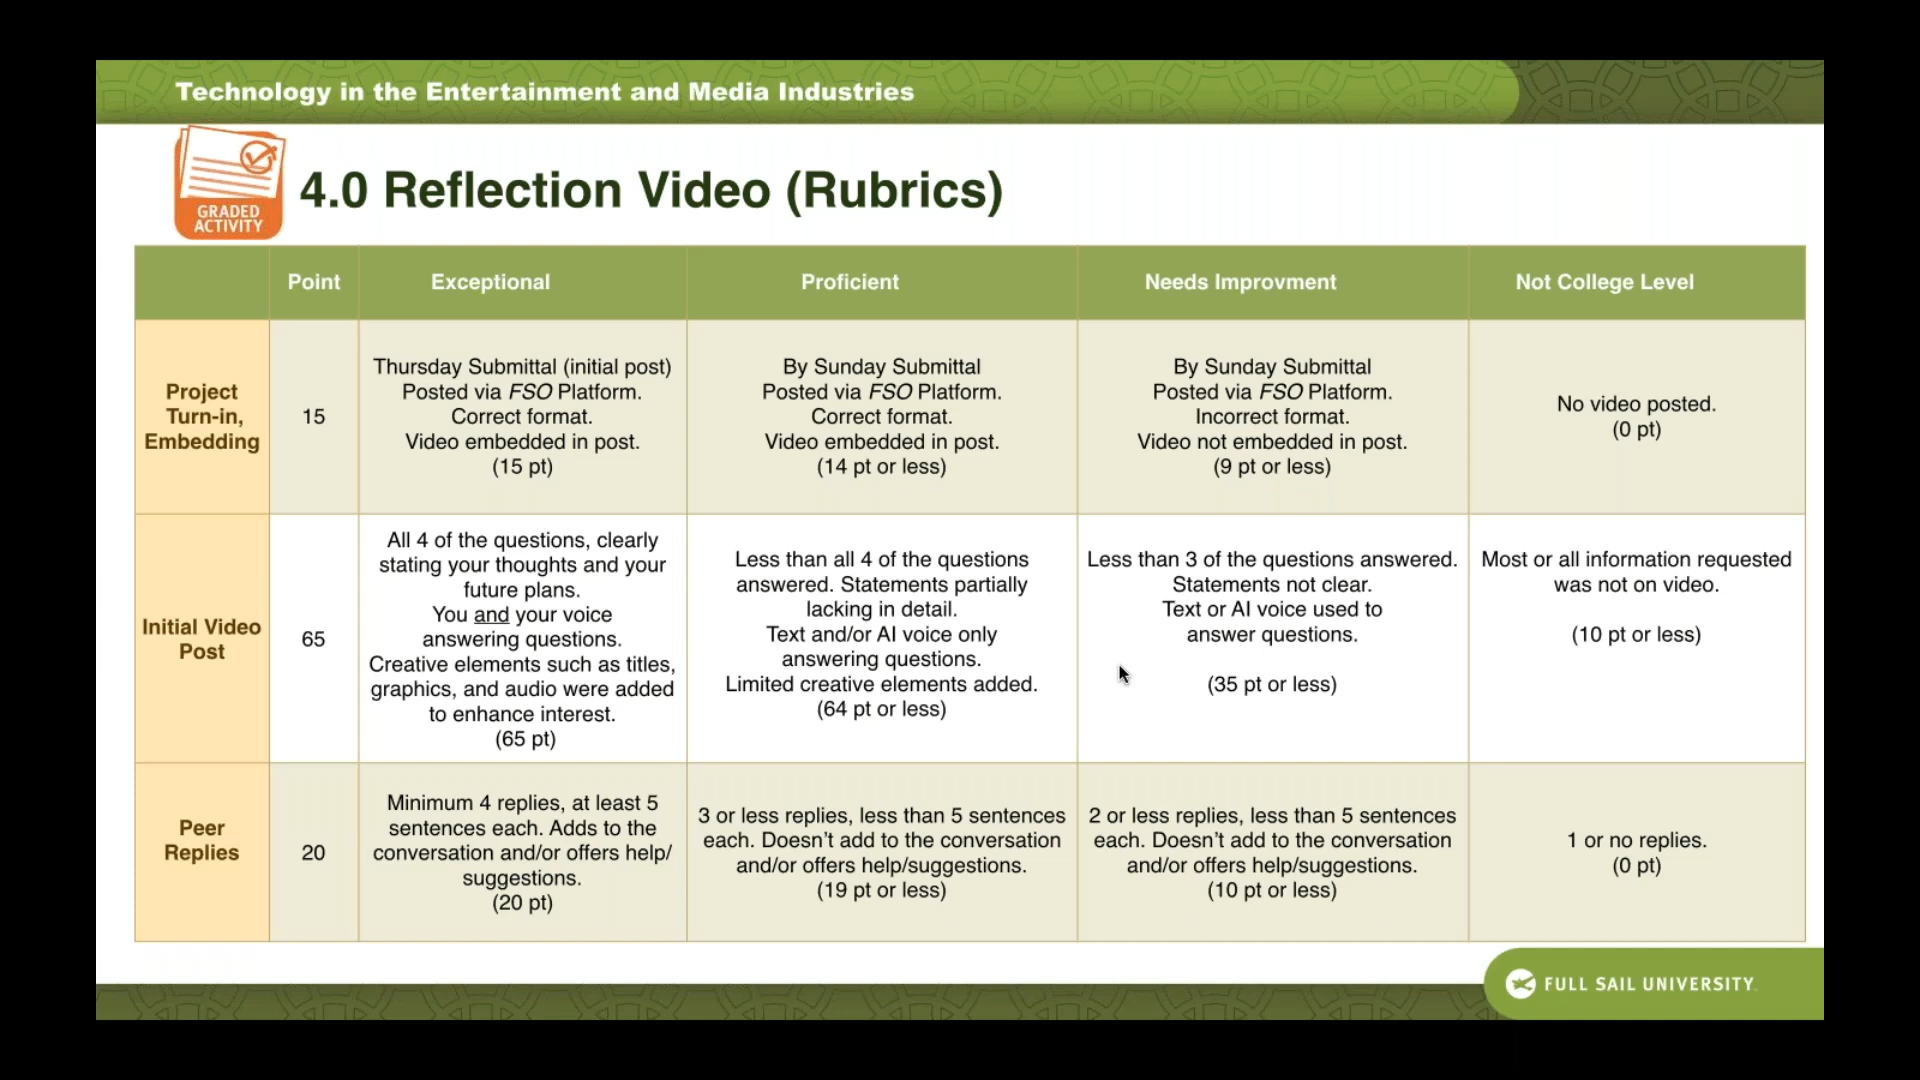 Technology in the Entertainment and Media Industries
GRADED
ACTIVITY
4.0 Reflection Video (Rubrics)
Point
Exceptional
Proficient
Needs Improvment
Not College Level
Project
Turn-in,
Embedding
15
Thursday Submittal (initial post)
Posted via FSO Platform.
Correct format.
Video embedded in post.
(15 pt)
By Sunday Submittal
Posted via FSO Platform.
Correct format.
Video embedded in post.
(14 pt or less)
By Sunday Submittal
Posted via FSO Platform.
Incorrect format.
Video not embedded in post.
(9 pt or less)
No video posted.
(0 pt)
Initial Video
Post
65
All 4 of the questions, clearly
stating your thoughts and your
future plans.
You and your voice
answering questions.
Creative elements such as titles,
graphics, and audio were added
to enhance interest.
(65 pt)
Less than all 4 of the questions
answered. Statements partially
lacking in detail.
Text and/or AI voice only
answering questions.
Limited creative elements added.
(64 pt or less)
Less than 3 of the questions answered.
Statements not clear.
Text or AI voice used to
answer questions.
(35 pt or less)
Most or all information requested
was not on video.
(10 pt or less)
Peer
Replies
20
Minimum 4 replies, at least 5
sentences each. Adds to the
conversation and/or offers help/
suggestions.
(20 pt)
3 or less replies, less than 5 sentences
each. Doesn't add to the conversation
and/or offers help/suggestions.
(19 pt or less)
2 or less replies, less than 5 sentences
each. Doesn't add to the conversation
and/or offers help/suggestions.
(10 pt or less)
1 or no replies.
(0 pt)
FULL SAIL UNIVERSITY